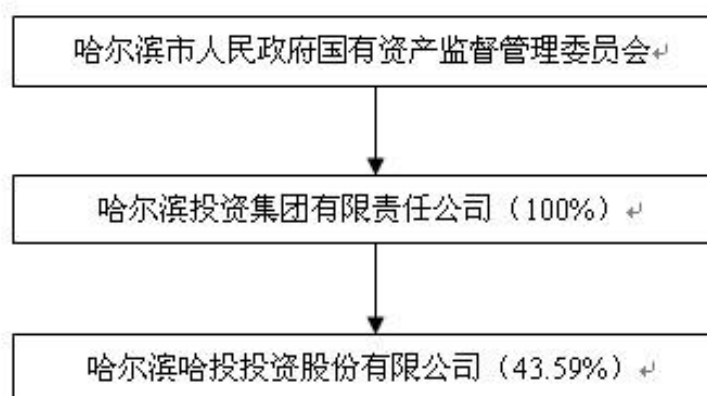 哈尔滨市人民政府国有资产监督管理委员会↵
哈尔滨投资集团有限责任公司（100%）↵
哈尔滨哈投投资股份有限公司（43.59%）↵